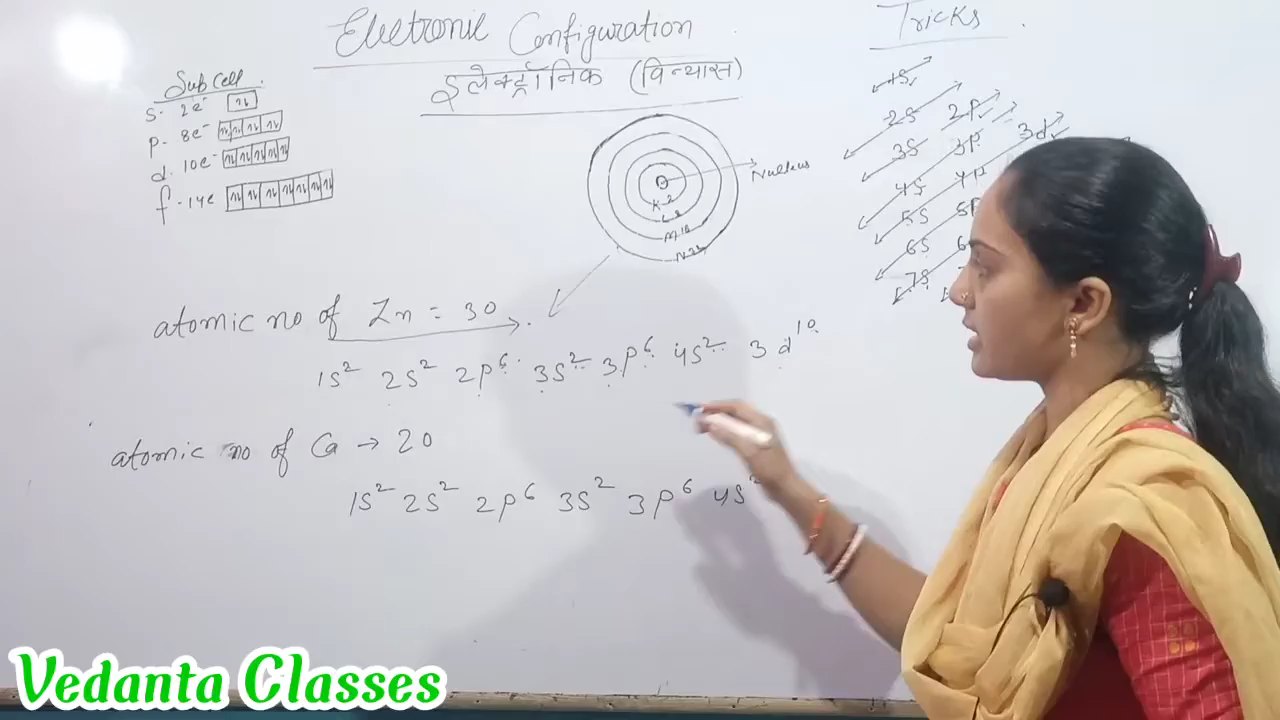 Electronic Configuration
इलेक्ट्रॉनिक (विन्यास)
Tricks
Sub Cell
s - 2e⁻
p - 8e⁻
d - 10e⁻
f - 14e
Nucleus
K-2
L-8
M-18
1S
2S 2P
3S 3P 3d
4S 4P
5S 5P
6S 6
7S
atomic no of Zn = 30
1S² 2S² 2P⁶ 3S² 3P⁶ 4S² 3d¹⁰
atomic no of Ca → 20
1S² 2S² 2P⁶ 3S² 3P⁶ 4S²
Vedanta Classes